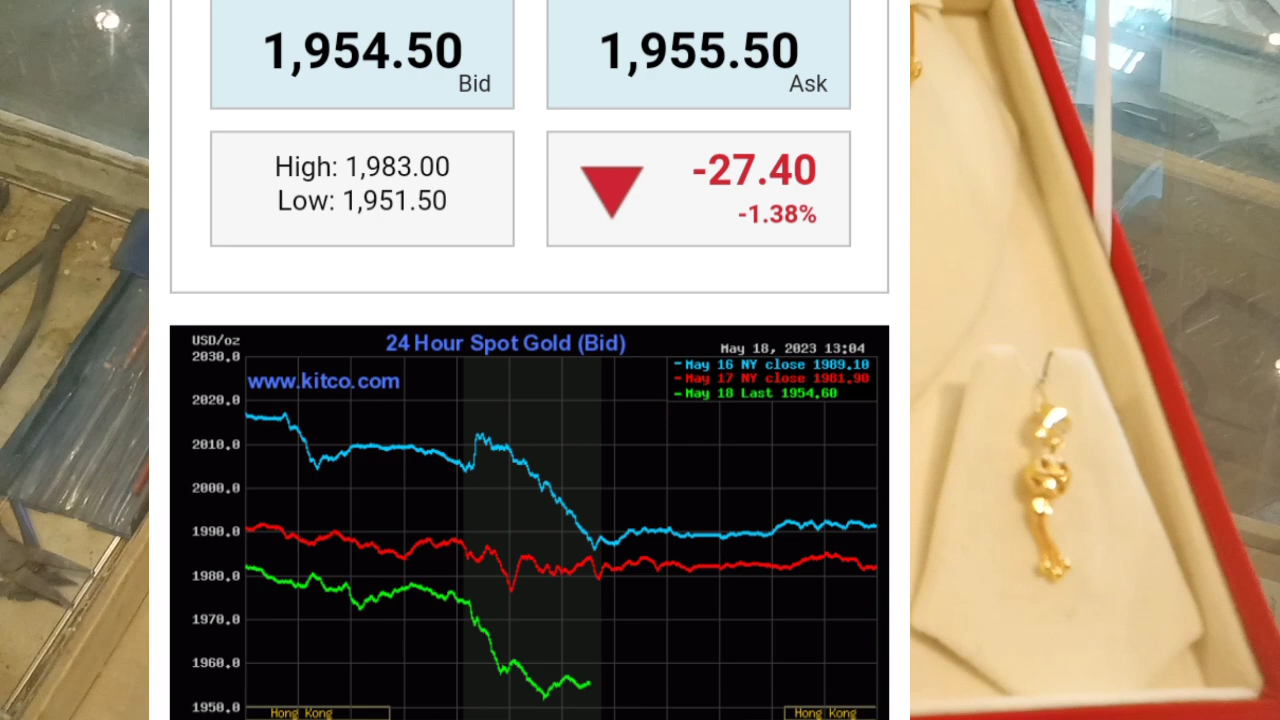 1,954.50
Bid
1,955.50
Ask
High: 1,983.00
Low: 1,951.50
-27.40
-1.38%
USD/oz
24 Hour Spot Gold (Bid)
May 18, 2023 13:04
www.kitco.com
May 16 NY close 1989.10
May 17 NY close 1981.90
May 18 Last 1954.60
2030.0
2020.0
2010.0
2000.0
1990.0
1980.0
1970.0
1960.0
1950.0
Hong Kong
Hong Kong